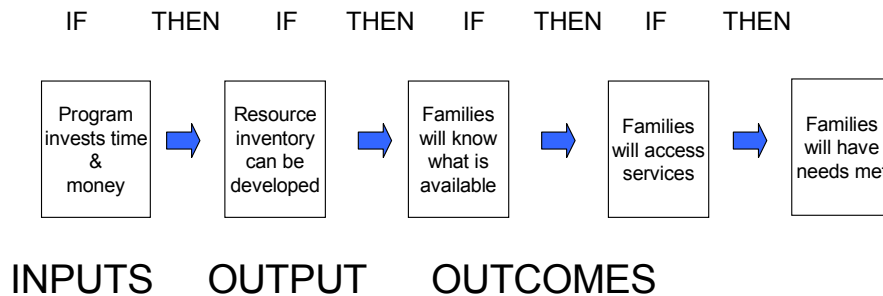 IF THEN IF THEN IF THEN IF THEN
Program
invests time
&
money
Resource
inventory
can be
developed
Families
will know
what is
available
Families
will access
services
Families
will have
needs met
INPUTS OUTPUT OUTCOMES